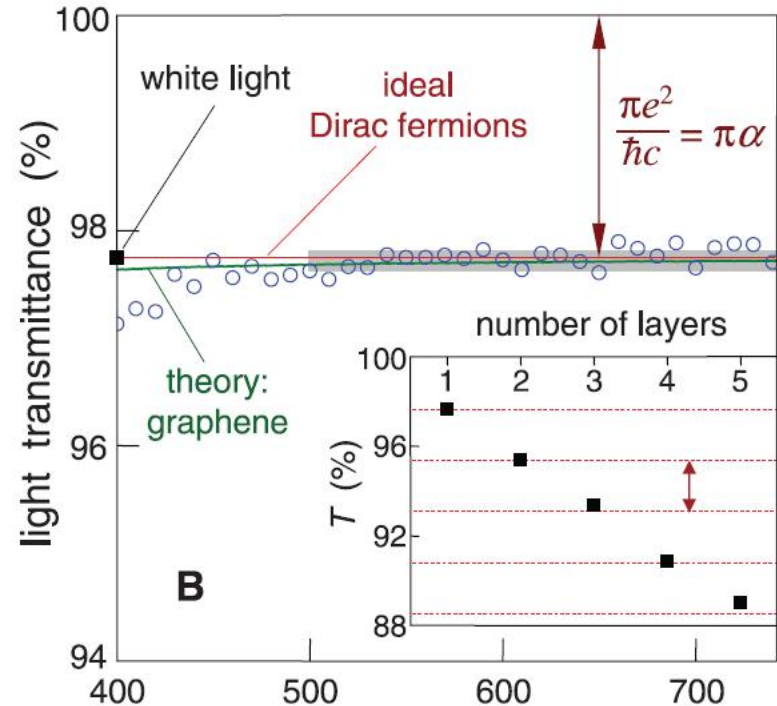 100
white light
ideal
Dirac fermions
πe²/ħc = πα
98
light transmittance (%)
theory:
graphene
number of layers
100
1 2 3 4 5
96
T (%)
96
92
B
88
94
400 500 600 700